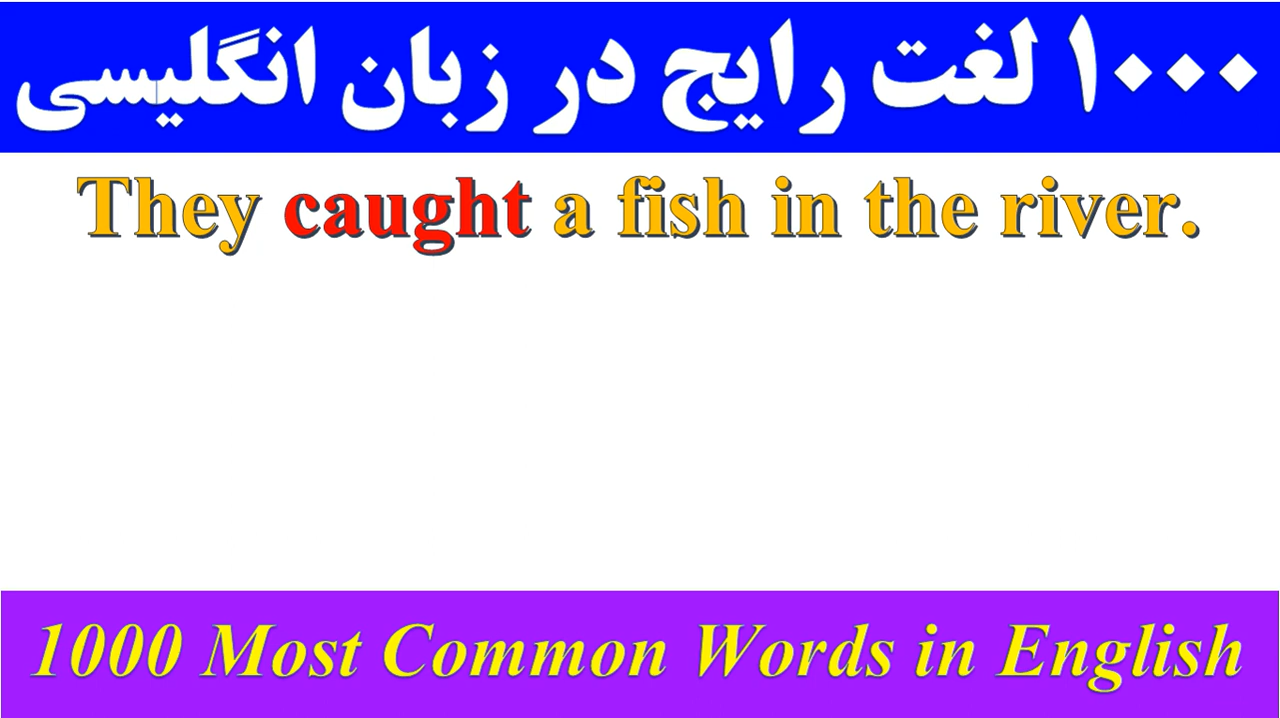 ۱۰۰۰ لغت رایج در زبان انگلیسی
They caught a fish in the river.
1000 Most Common Words in English